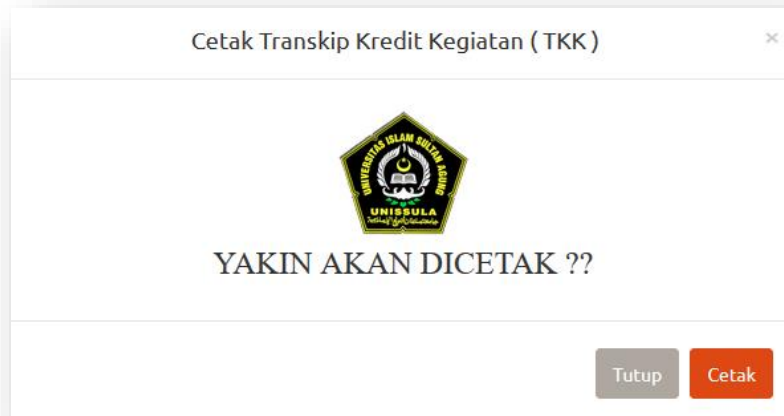 Cetak Transkip Kredit Kegiatan ( TKK )
×
UNIVERSITAS ISLAM SULTAN AGUNG
UNISSULA
YAKIN AKAN DICETAK ??
Tutup
Cetak